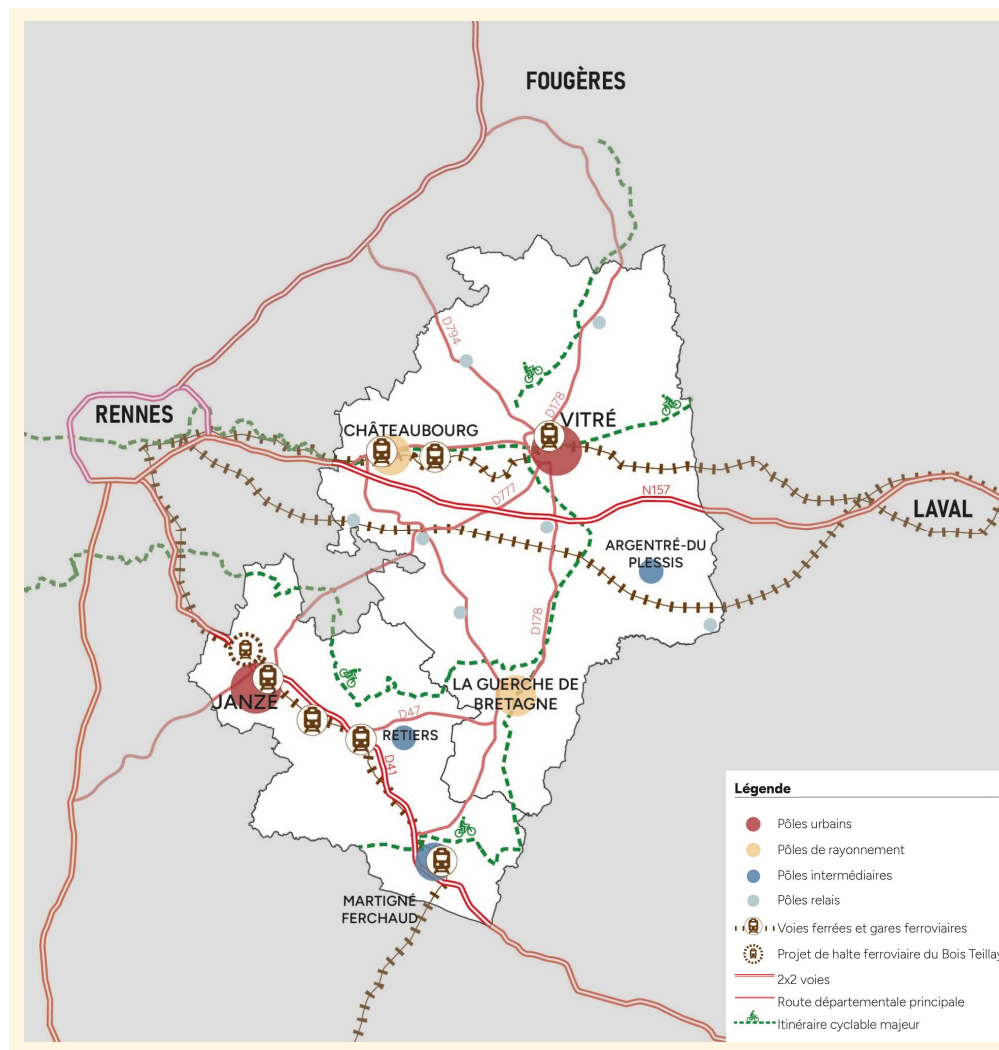 FOUGÈRES
D794
D178
RENNES
CHÂTEAUBOURG
VITRÉ
D777
N157
LAVAL
ARGENTRÉ-DU
PLESSIS
D178
LA GUERCHE DE
BRETAGNE
JANZÉ
D47
RETIERS
D41
MARTIGNÉ
FERCHAUD
Légende
Pôles urbains
Pôles de rayonnement
Pôles intermédiaires
Pôles relais
Voies ferrées et gares ferroviaires
Projet de halte ferroviaire du Bois Teillay
2x2 voies
Route départementale principale
Itinéraire cyclable majeur